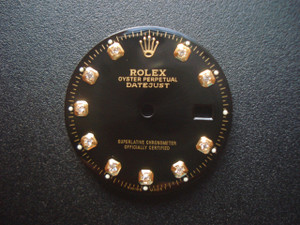 ROLEX
OYSTER PERPETUAL
DATEJUST
SUPERLATIVE CHRONOMETER
OFFICIALLY CERTIFIED